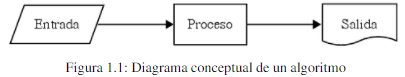 Entrada Proceso Salida
Figura 1.1: Diagrama conceptual de un algoritmo